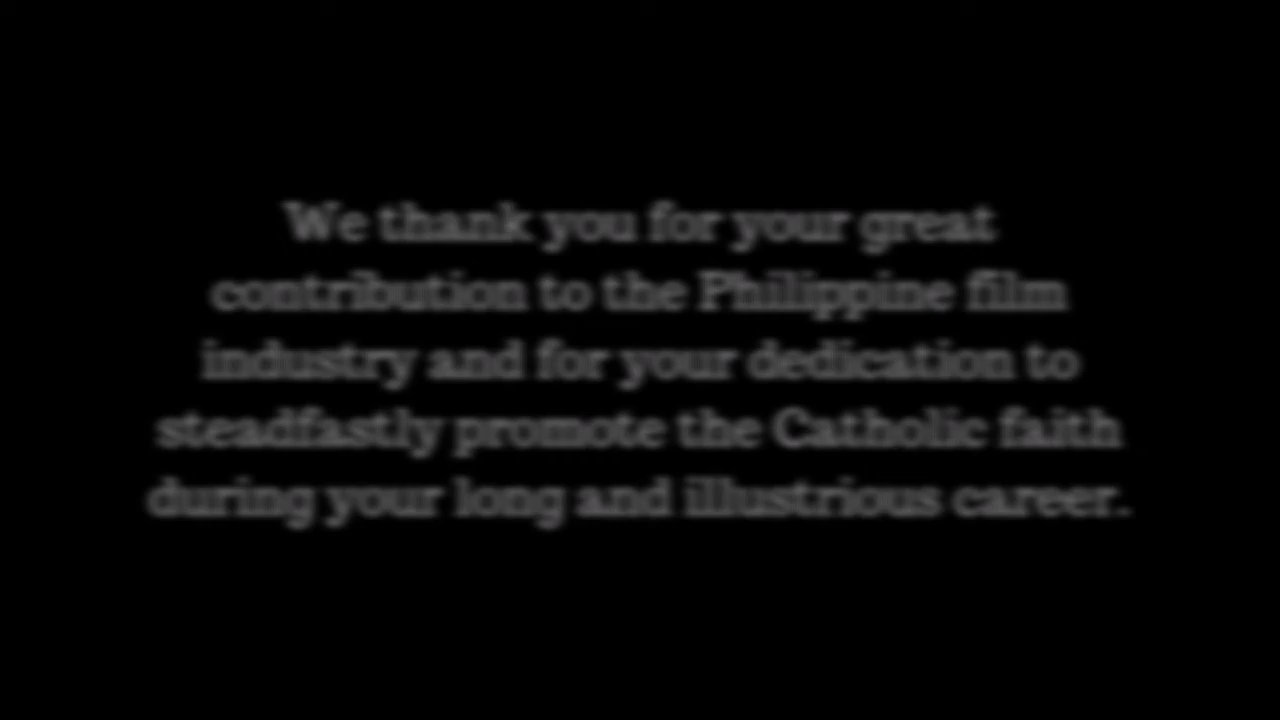 We thank you for your great
contribution to the Philippine film
industry and for your dedication to
steadfastly promote the Catholic faith
during your long and illustrious career.